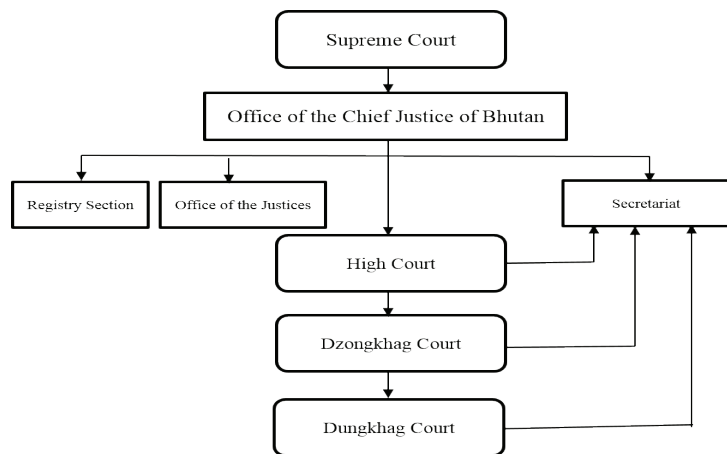 Supreme Court
Office of the Chief Justice of Bhutan
Registry Section
Office of the Justices
Secretariat
High Court
Dzongkhag Court
Dungkhag Court